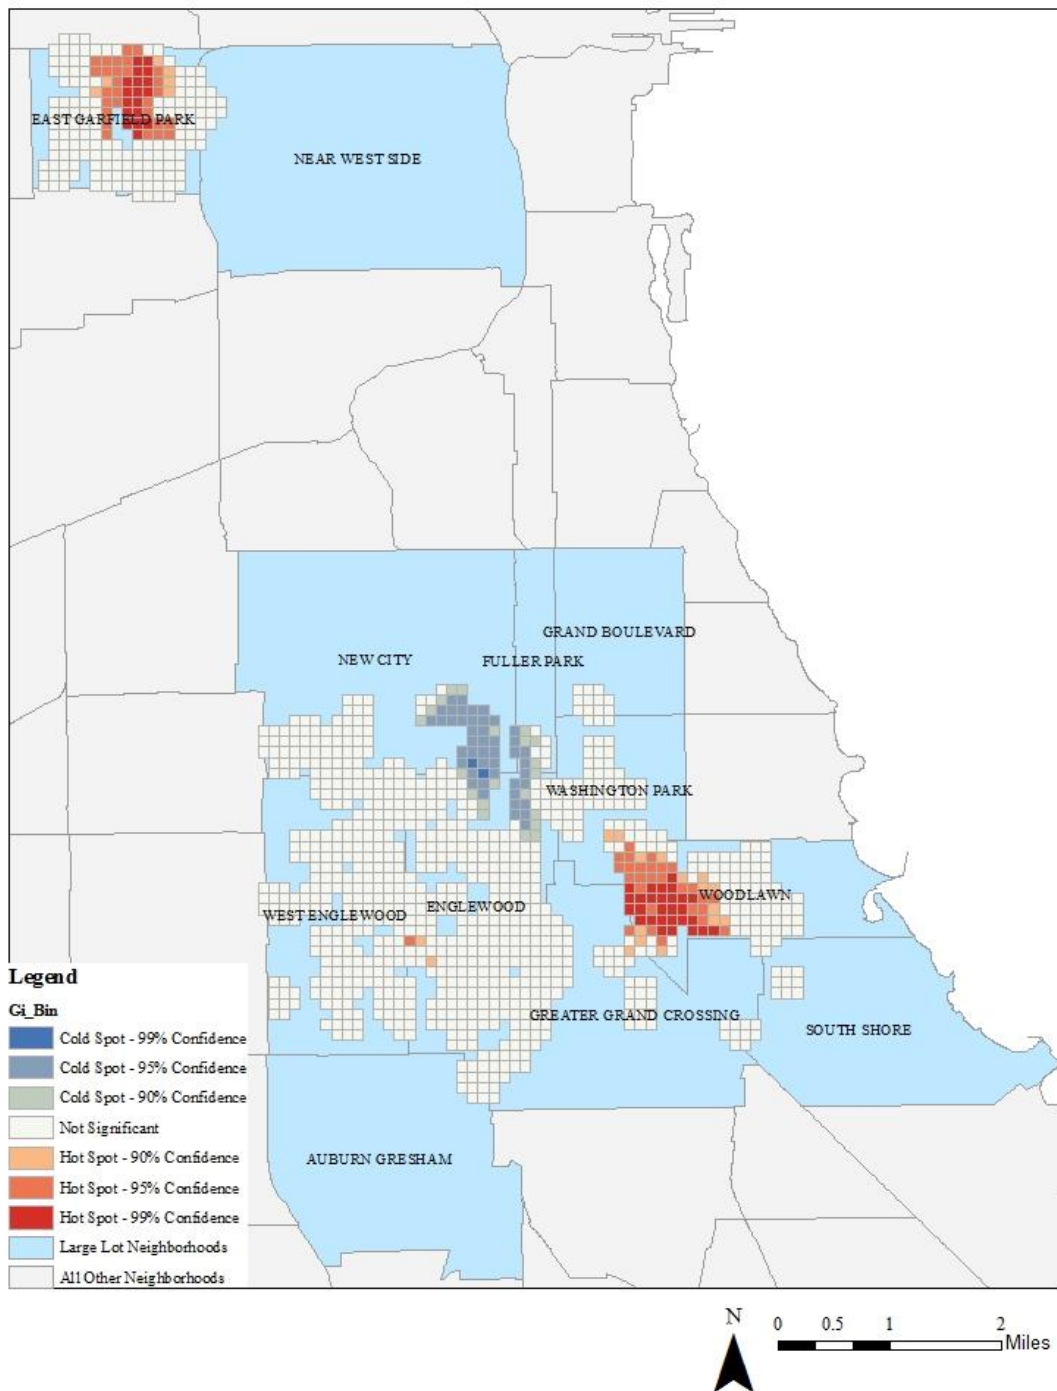 EAST GARFIELD PARK
NEAR WEST SIDE
GRAND BOULEVARD
NEW CITY
FULLER PARK
WASHINGTON PARK
WOODLAWN
ENGLEWOOD
WEST ENGLEWOOD
GREATER GRAND CROSSING
SOUTH SHORE
AUBURN GRESHAM
Legend
Gi_Bin
Cold Spot - 99% Confidence
Cold Spot - 95% Confidence
Cold Spot - 90% Confidence
Not Significant
Hot Spot - 90% Confidence
Hot Spot - 95% Confidence
Hot Spot - 99% Confidence
Large Lot Neighborhoods
All Other Neighborhoods
N
0 0.5 1 2
Miles